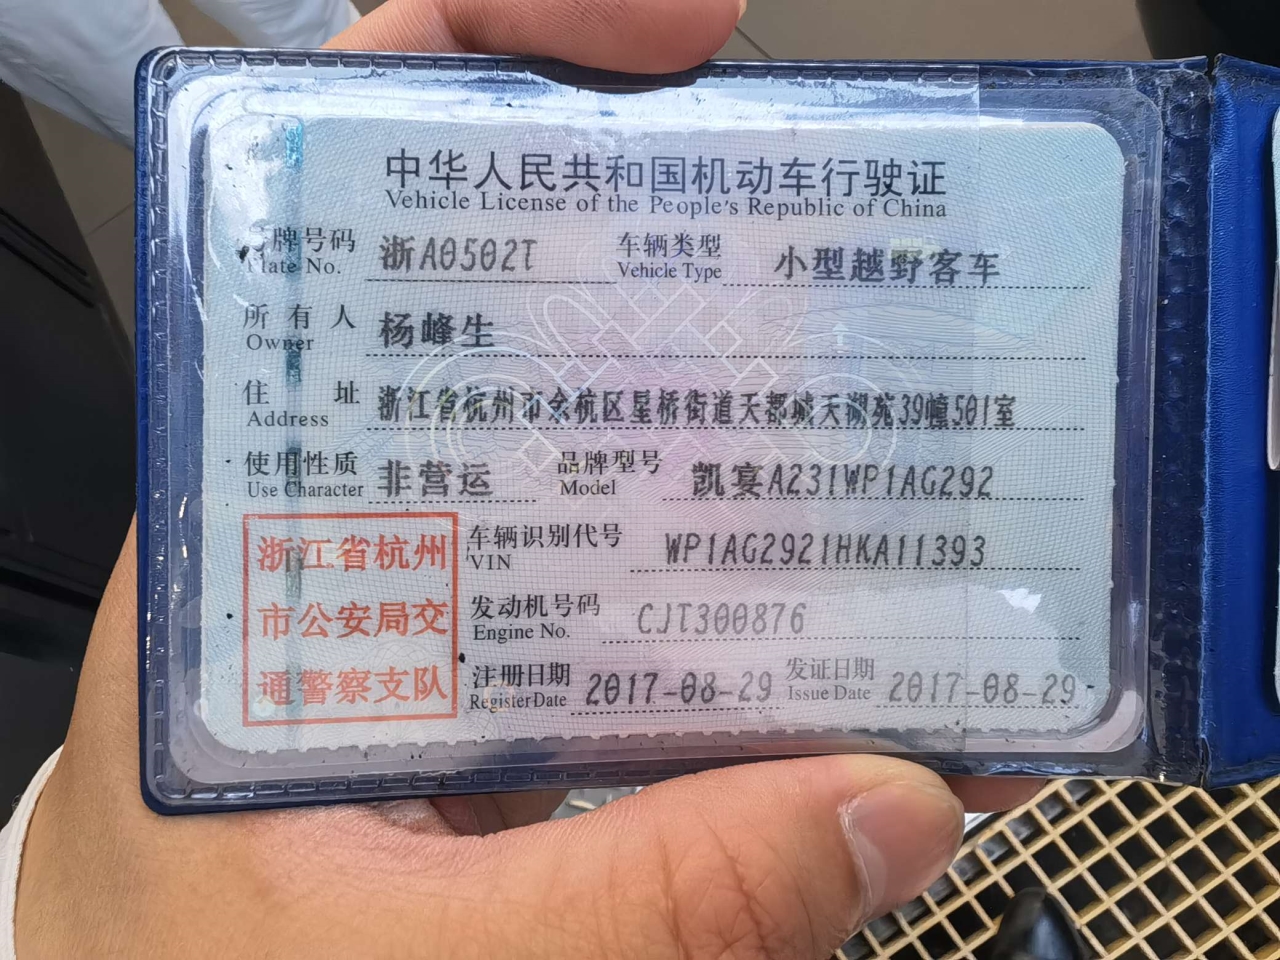 中华人民共和国机动车行驶证
Vehicle License of the People's Republic of China
号牌号码 浙A0502T 车辆类型 小型越野客车
Plate No. Vehicle Type
所有人 杨峰生
Owner
住址 浙江省杭州市余杭区星桥街道天都城天湖苑39幢501室
Address
使用性质 非营运 品牌型号 凯宴A231WP1AG292
Use Character Model
浙江省杭州
市公安局交
通警察支队
车辆识别代号 WP1AG2921HKA11393
VIN
发动机号码 CJT300876
Engine No.
注册日期 2017-08-29 发证日期 2017-08-29
Register Date Issue Date